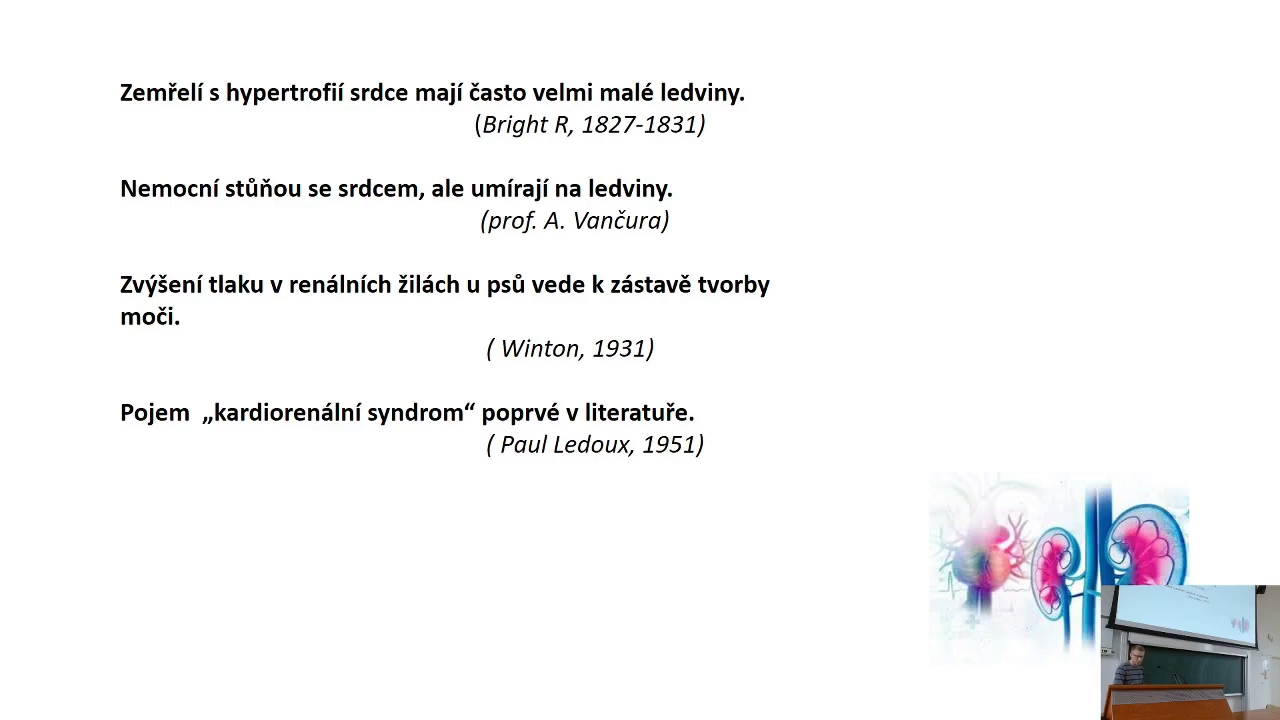 Zemřelí s hypertrofií srdce mají často velmi malé ledviny.
(Bright R, 1827-1831)
Nemocní stůňou se srdcem, ale umírají na ledviny.
(prof. A. Vančura)
Zvýšení tlaku v renálních žilách u psů vede k zástavě tvorby
moči.
( Winton, 1931)
Pojem „kardiorenální syndrom“ poprvé v literatuře.
( Paul Ledoux, 1951)